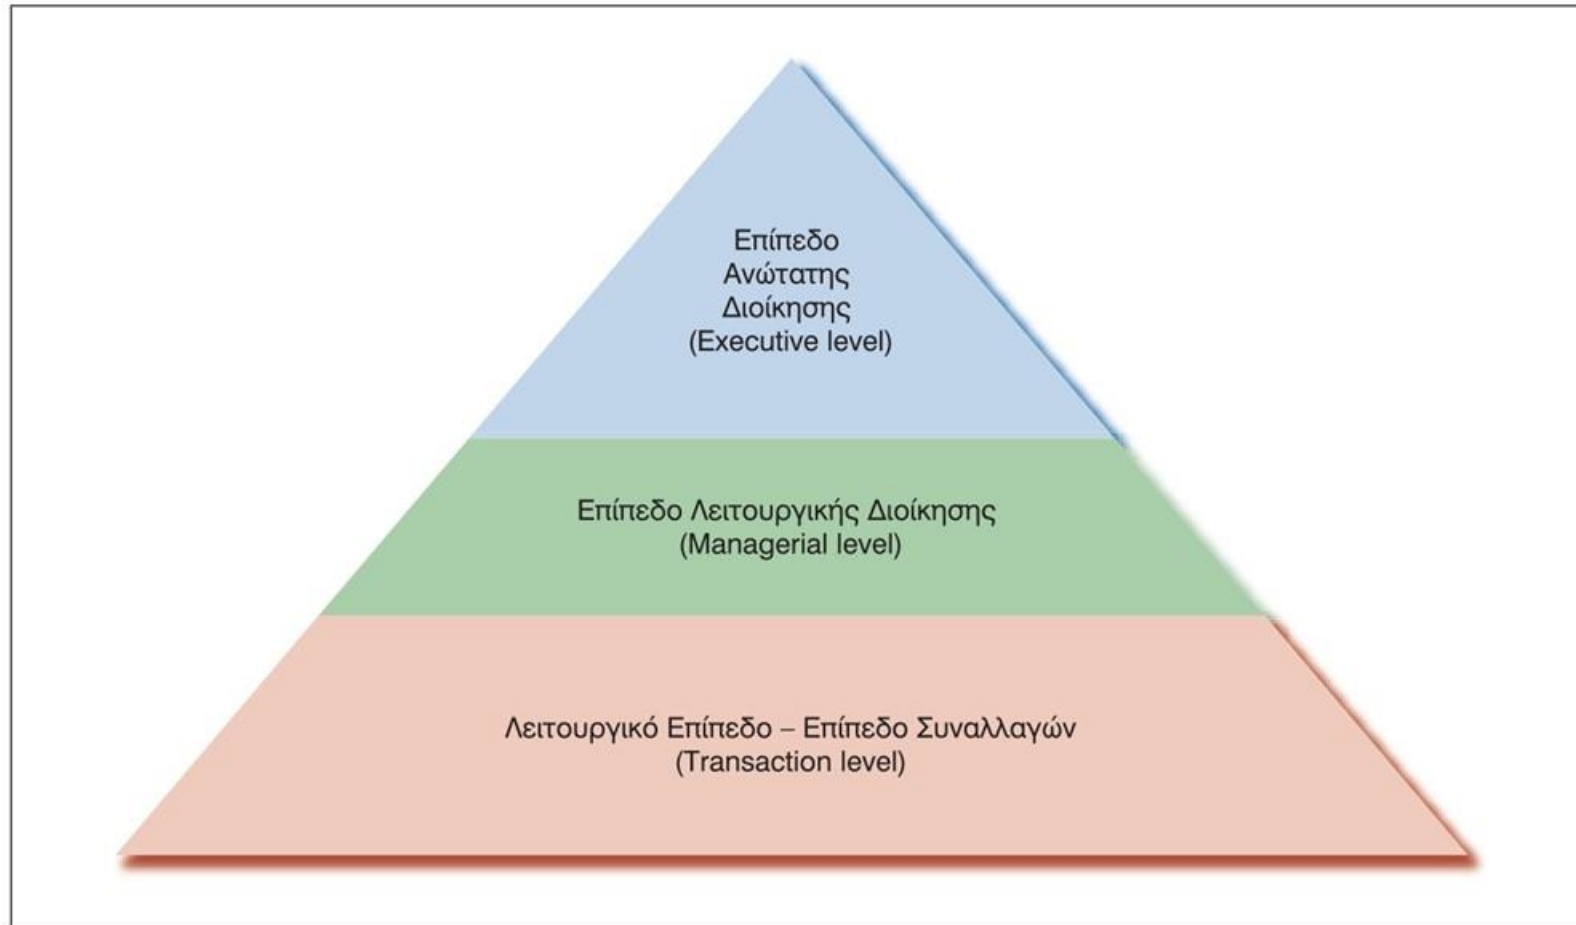 Επίπεδο
Ανώτατης
Διοίκησης
(Executive level)
Επίπεδο Λειτουργικής Διοίκησης
(Managerial level)
Λειτουργικό Επίπεδο – Επίπεδο Συναλλαγών
(Transaction level)